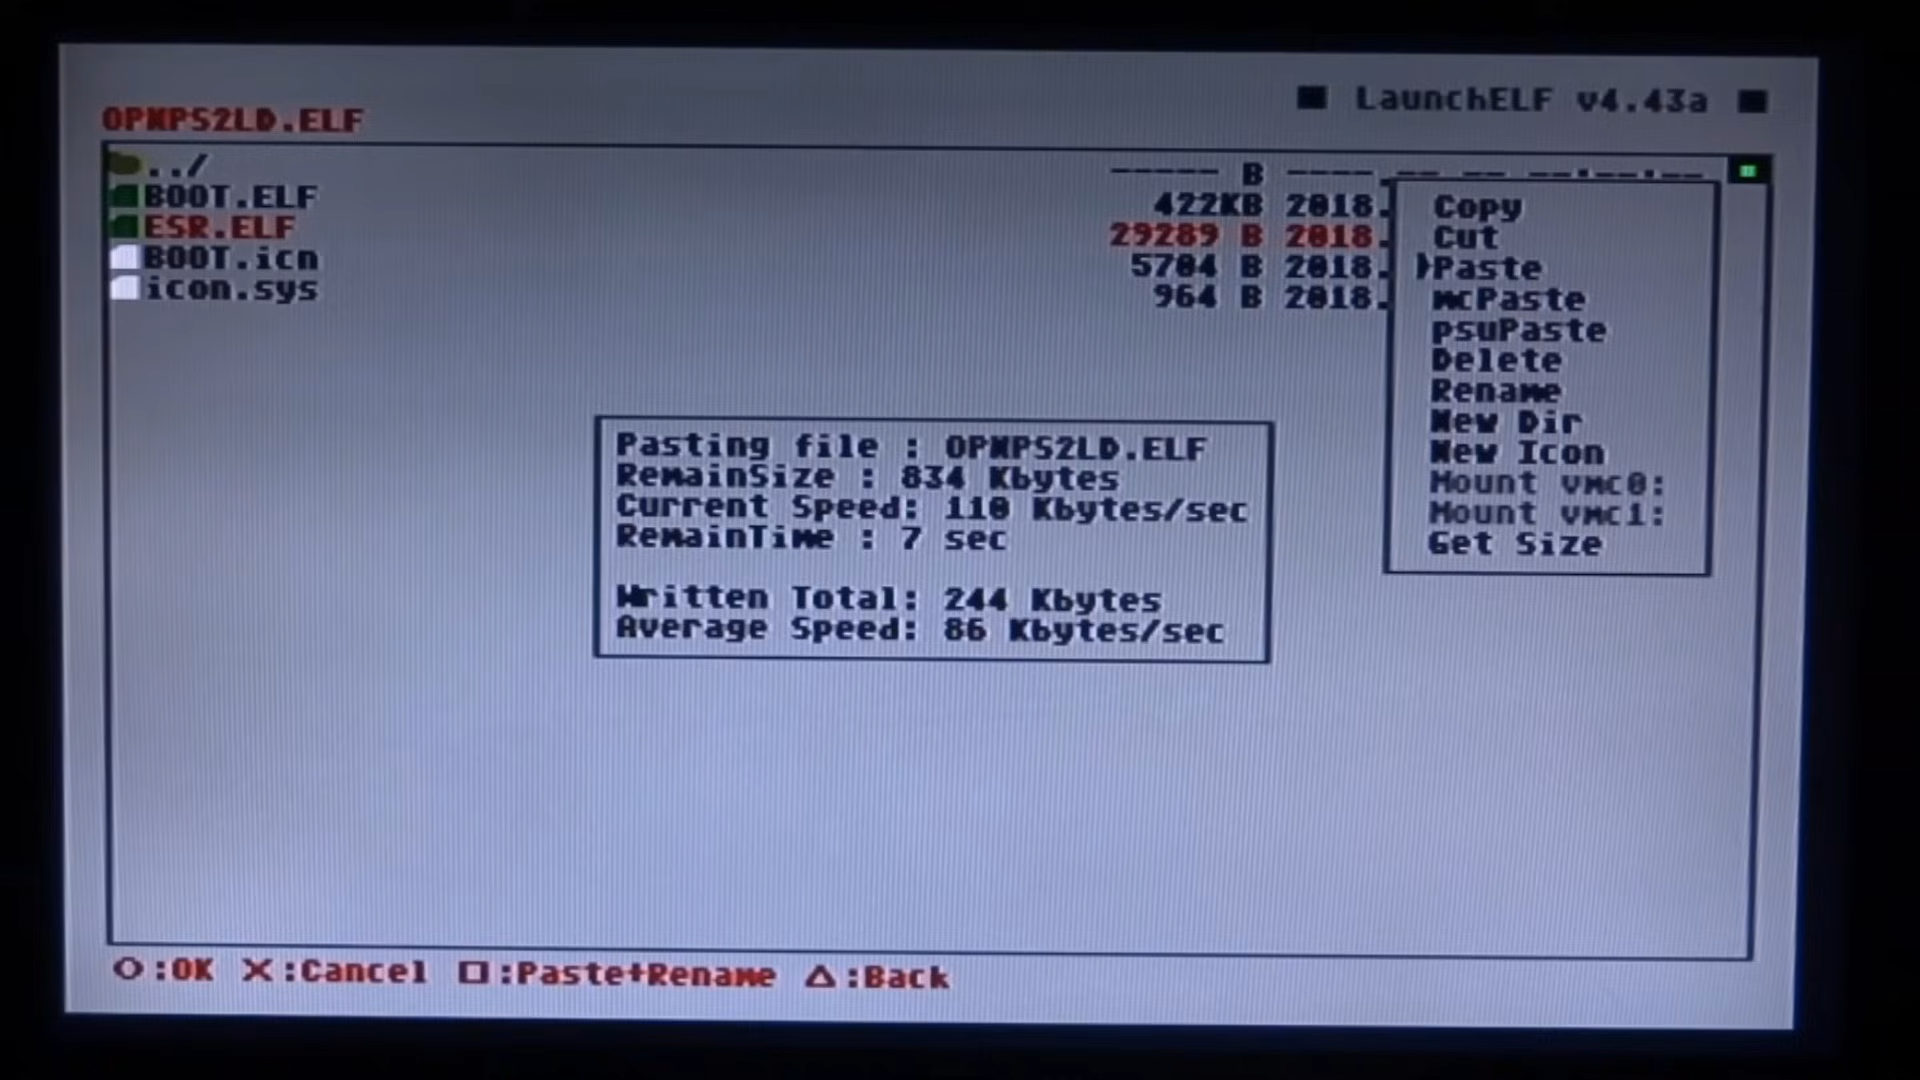 LaunchELF v4.43a
OPNPS2LD.ELF
../
----- B ----.-- -- --:--:--
BOOT.ELF 422KB 2018.
ESR.ELF 29289 B 2018.
BOOT.icn 5704 B 2018.
icon.sys 964 B 2018.
Copy
Cut
Paste
mcPaste
psuPaste
Delete
Rename
New Dir
New Icon
Mount vmc0:
Mount vmc1:
Get Size
Pasting file : OPNPS2LD.ELF
RemainSize : 834 Kbytes
Current Speed: 110 Kbytes/sec
RemainTime : 7 sec
Written Total: 244 Kbytes
Average Speed: 86 Kbytes/sec
O:OK X:Cancel □:Paste+Rename △:Back